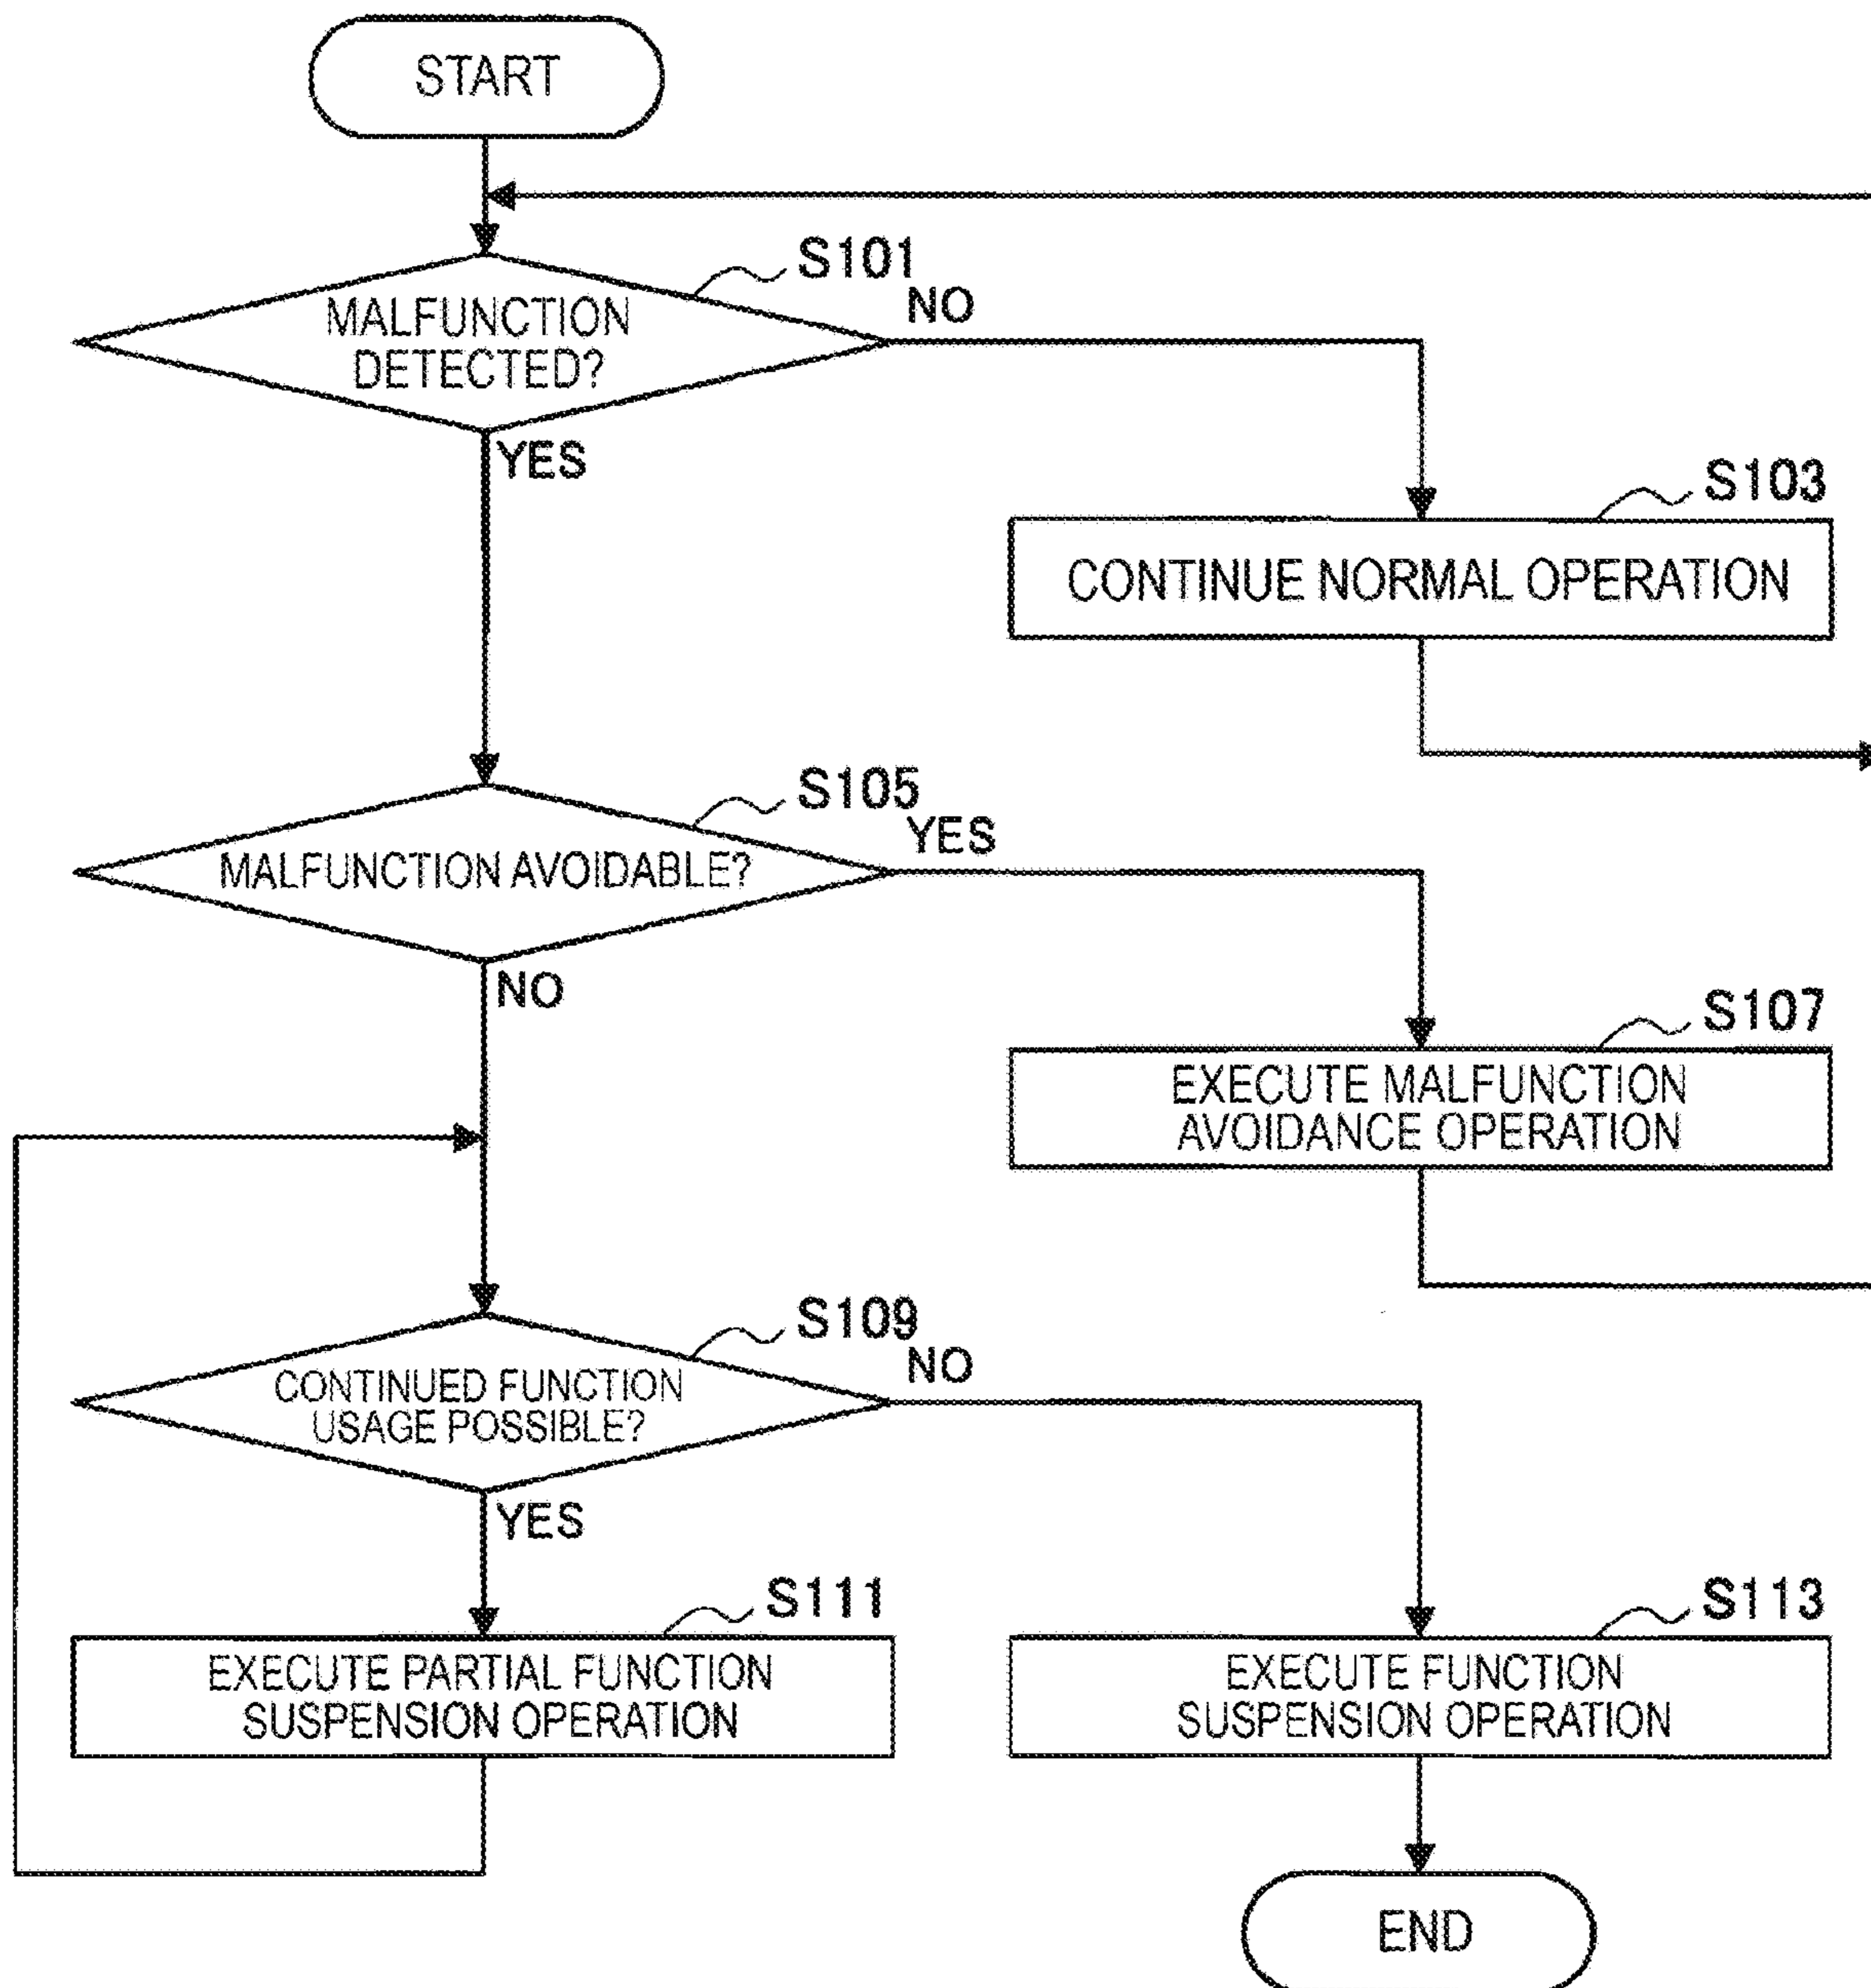 START
S101
NO
MALFUNCTION
DETECTED?
YES
S103
CONTINUE NORMAL OPERATION
S105
YES
MALFUNCTION AVOIDABLE?
NO
S107
EXECUTE MALFUNCTION
AVOIDANCE OPERATION
S109
NO
CONTINUED FUNCTION
USAGE POSSIBLE?
YES
S111
EXECUTE PARTIAL FUNCTION
SUSPENSION OPERATION
S113
EXECUTE FUNCTION
SUSPENSION OPERATION
END